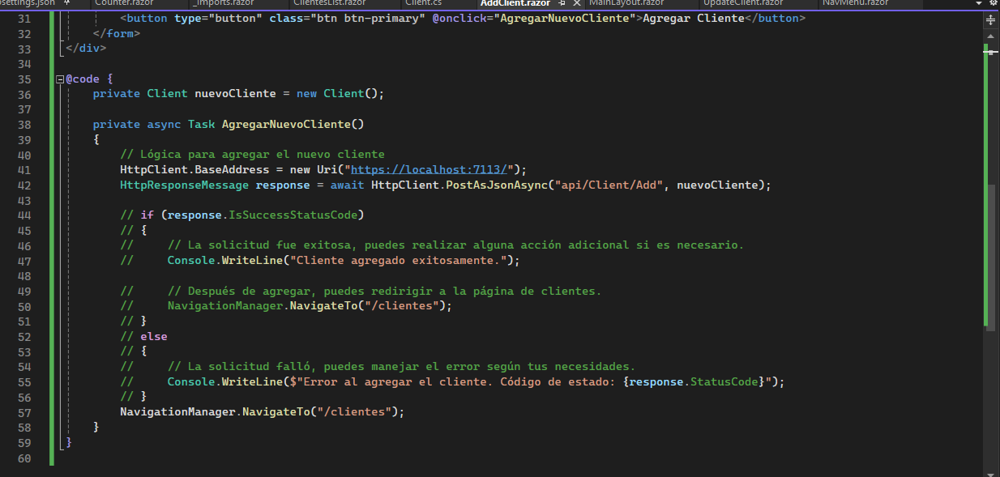 settings.json Counter.razor _Imports.razor ClientesList.razor Client.cs AddClient.razor MainLayout.razor UpdateClient.razor NavMenu.razor
31 <button type="button" class="btn btn-primary" @onclick="AgregarNuevoCliente">Agregar Cliente</button>
32 </form>
33 </div>
34
35 @code {
36 private Client nuevoCliente = new Client();
37
38 private async Task AgregarNuevoCliente()
39 {
40 // Lógica para agregar el nuevo cliente
41 HttpClient.BaseAddress = new Uri("https://localhost:7113/");
42 HttpResponseMessage response = await HttpClient.PostAsJsonAsync("api/Client/Add", nuevoCliente);
43
44 // if (response.IsSuccessStatusCode)
45 // {
46 // // La solicitud fue exitosa, puedes realizar alguna acción adicional si es necesario.
47 // Console.WriteLine("Cliente agregado exitosamente.");
48
49 // // Después de agregar, puedes redirigir a la página de clientes.
50 // NavigationManager.NavigateTo("/clientes");
51 // }
52 // else
53 // {
54 // // La solicitud falló, puedes manejar el error según tus necesidades.
55 // Console.WriteLine($"Error al agregar el cliente. Código de estado: {response.StatusCode}");
56 // }
57 NavigationManager.NavigateTo("/clientes");
58 }
59 }
60